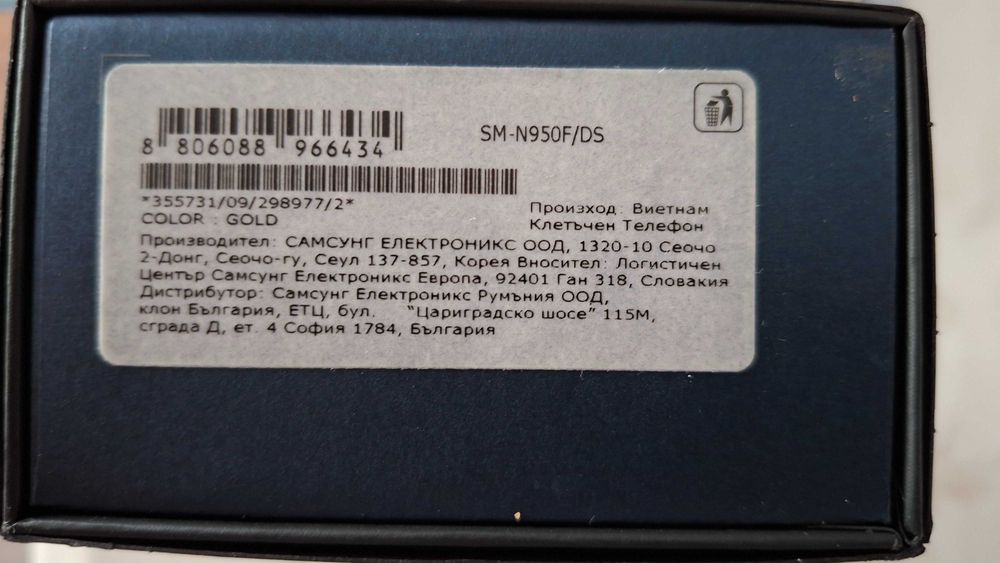 SM-N950F/DS
8 806088 966434
*355731/09/298977/2*
COLOR : GOLD
Произход: Виетнам
Клетъчен Телефон
Производител: САМСУНГ ЕЛЕКТРОНИКС ООД, 1320-10 Сеочо
2-Донг, Сеочо-гу, Сеул 137-857, Корея Вносител: Логистичен
Център Самсунг Електроникс Европа, 92401 Ган 318, Словакия
Дистрибутор: Самсунг Електроникс Румъния ООД,
клон България, ЕТЦ, бул. "Цариградско шосе" 115М,
сграда Д, ет. 4 София 1784, България